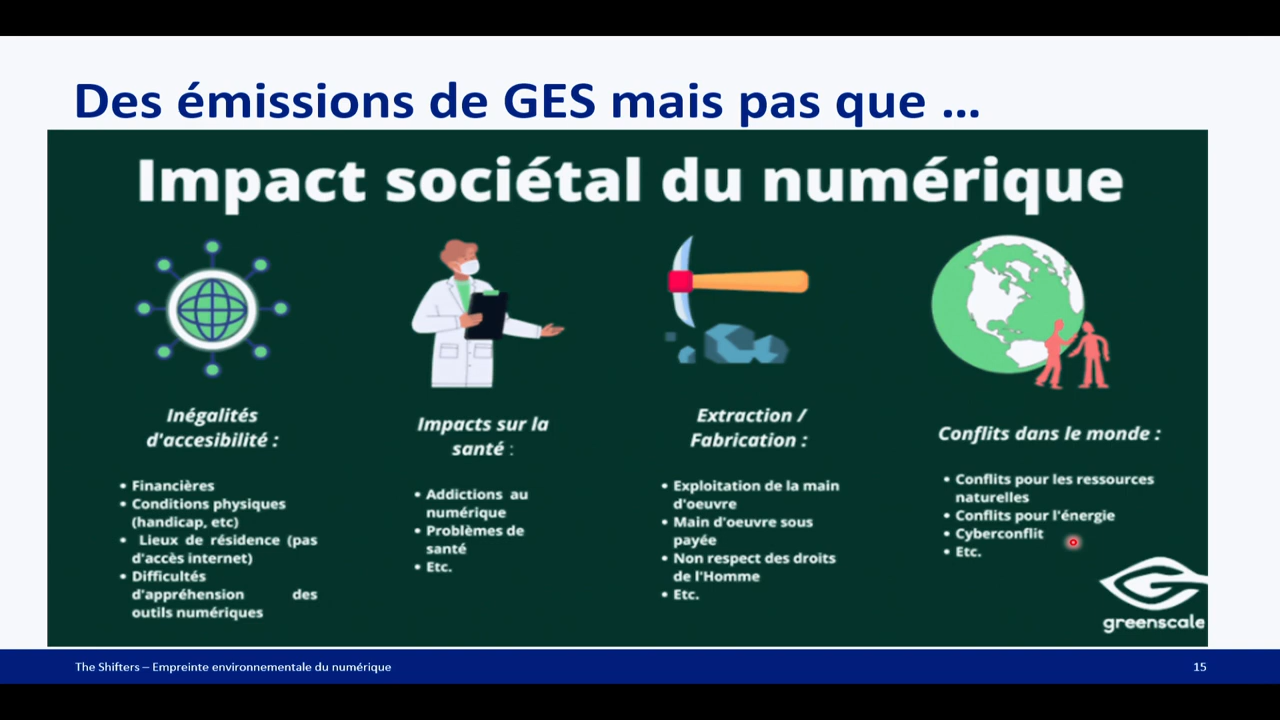 Des émissions de GES mais pas que ...
Impact sociétal du numérique
Inégalités
d'accesibilité :
• Financières
• Conditions physiques
(handicap, etc)
• Lieux de résidence (pas
d'accès internet)
• Difficultés
d'appréhension des
outils numériques
Impacts sur la
santé :
• Addictions au
numérique
• Problèmes de
santé
• Etc.
Extraction /
Fabrication :
• Exploitation de la main
d'oeuvre
• Main d'oeuvre sous
payée
• Non respect des droits
de l'Homme
• Etc.
Conflits dans le monde :
• Conflits pour les ressources
naturelles
• Conflits pour l'énergie
• Cyberconflit
• Etc.
greenscale
The Shifters – Empreinte environnementale du numérique
15